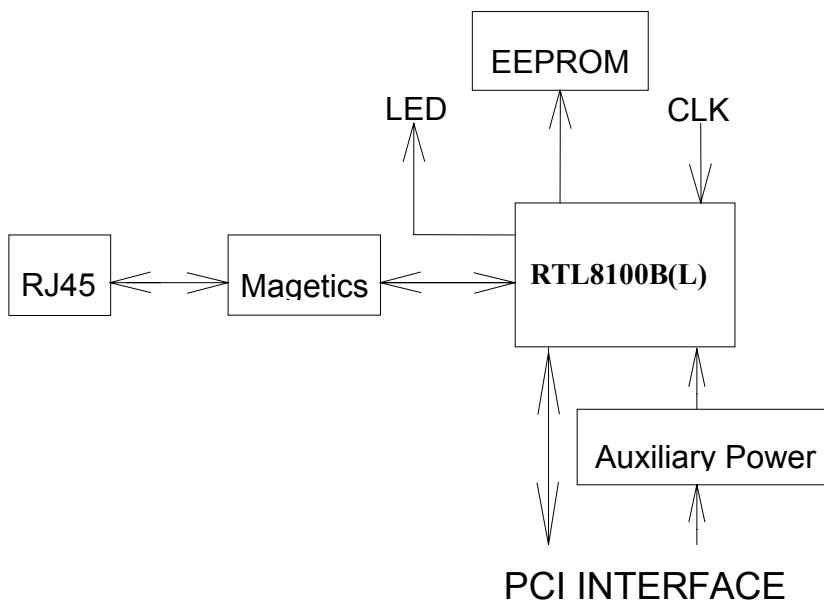 EEPROM
LED
CLK
RJ45
Magetics
RTL8100B(L)
Auxiliary Power
PCI INTERFACE